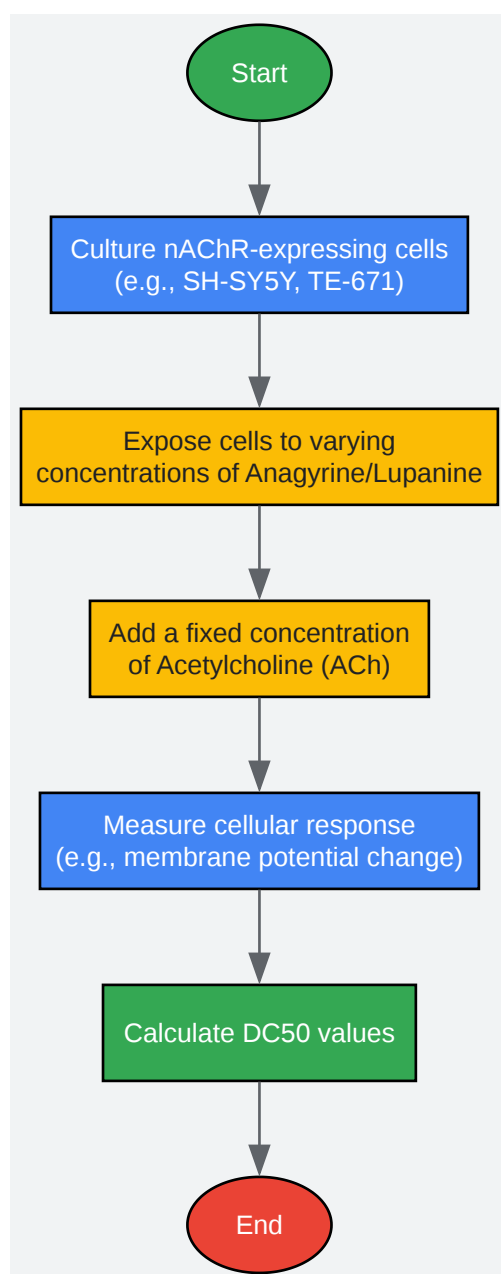 Start
Culture nAChR-expressing cells
(e.g., SH-SY5Y, TE-671)
Expose cells to varying
concentrations of Anagyrine/Lupanine
Add a fixed concentration
of Acetylcholine (ACh)
Measure cellular response
(e.g., membrane potential change)
Calculate DC50 values
End